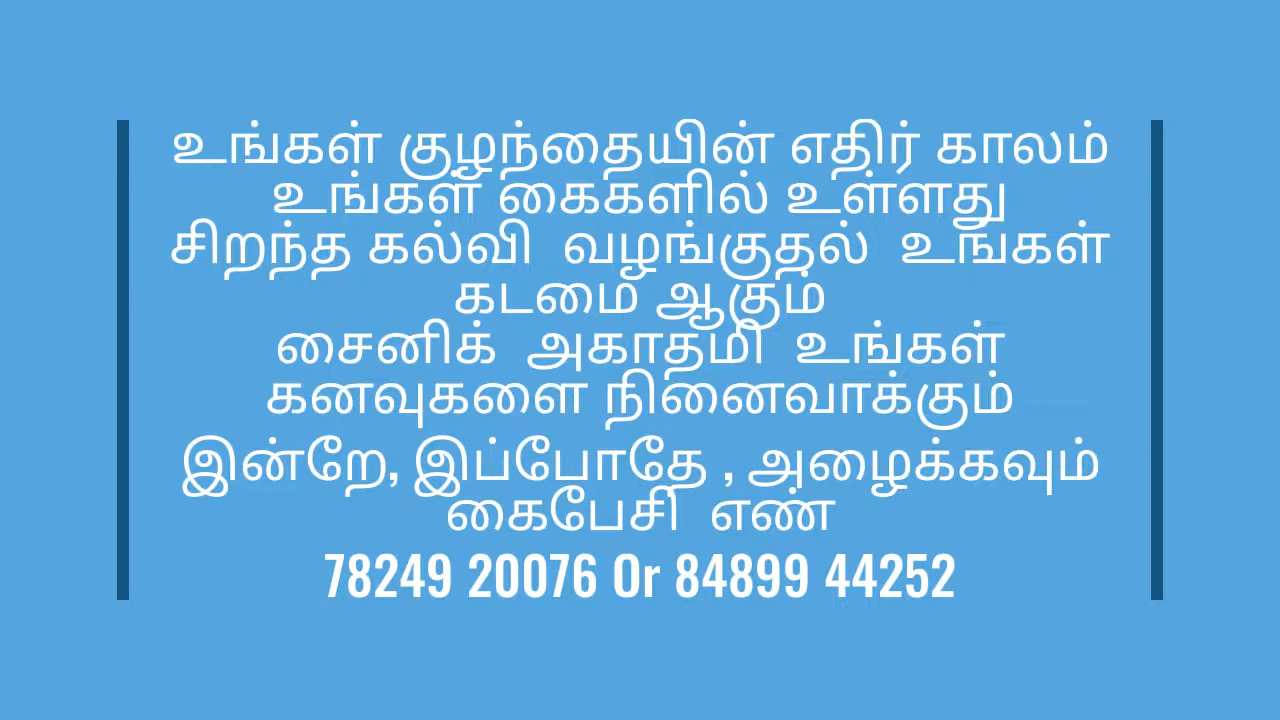 உங்கள் குழந்தையின் எதிர் காலம்
உங்கள் கைகளில் உள்ளது
சிறந்த கல்வி வழங்குதல் உங்கள்
கடமை ஆகும்
சைனிக் அகாதமி உங்கள்
கனவுகளை நினைவாக்கும்
இன்றே, இப்போதே , அழைக்கவும்
கைபேசி எண்
78249 20076 Or 84899 44252